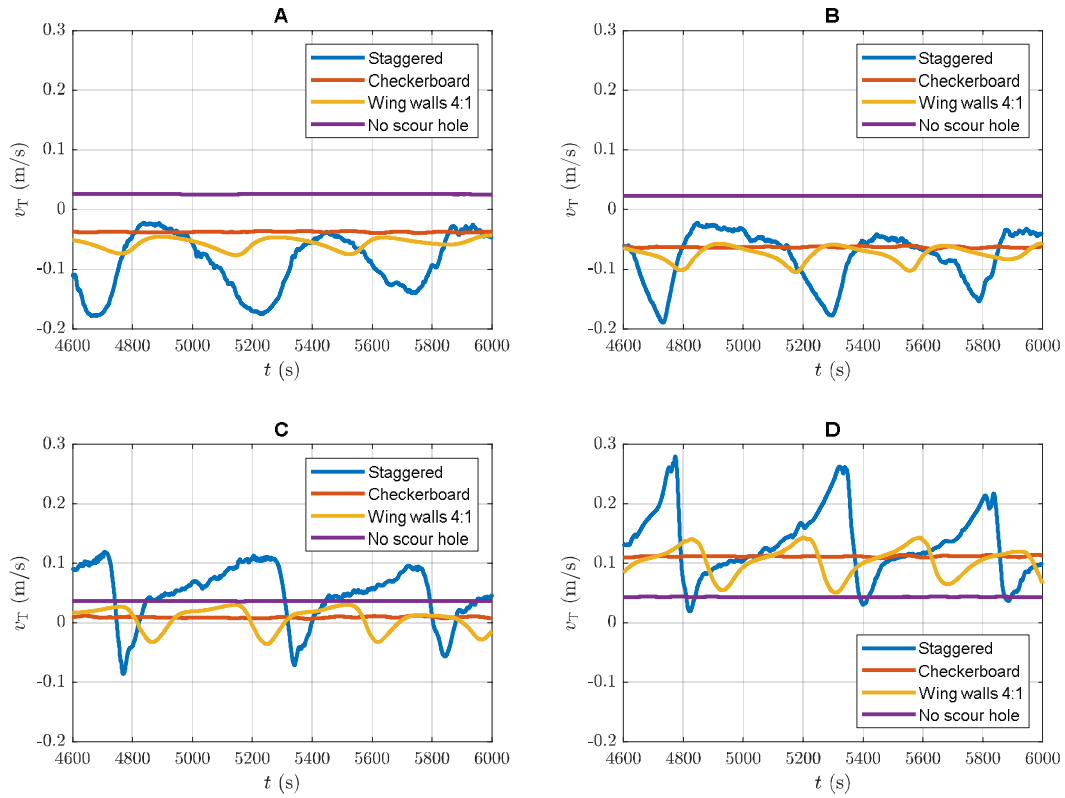 A
0.3
0.2
0.1
0
-0.1
-0.2
vT (m/s)
Staggered
Checkerboard
Wing walls 4:1
No scour hole
4600 4800 5000 5200 5400 5600 5800 6000
t (s)
B
0.3
0.2
0.1
0
-0.1
-0.2
vT (m/s)
Staggered
Checkerboard
Wing walls 4:1
No scour hole
4600 4800 5000 5200 5400 5600 5800 6000
t (s)
C
0.3
0.2
0.1
0
-0.1
-0.2
vT (m/s)
Staggered
Checkerboard
Wing walls 4:1
No scour hole
4600 4800 5000 5200 5400 5600 5800 6000
t (s)
D
0.3
0.2
0.1
0
-0.1
-0.2
vT (m/s)
Staggered
Checkerboard
Wing walls 4:1
No scour hole
4600 4800 5000 5200 5400 5600 5800 6000
t (s)